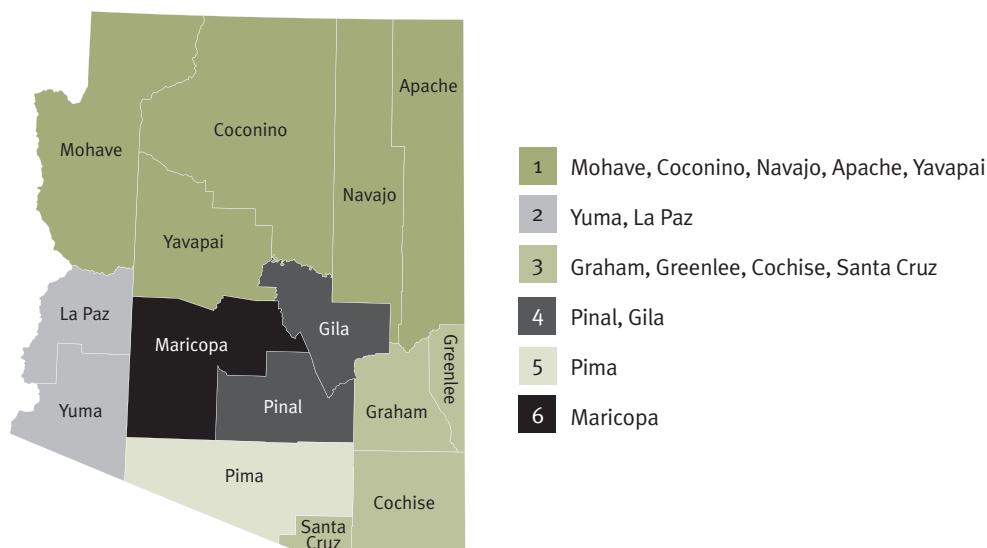 Apache
Coconino
Mohave
Navajo
Yavapai
La Paz
Gila
Maricopa
Greenlee
Yuma
Pinal
Graham
Pima
Cochise
Santa
Cruz
1 Mohave, Coconino, Navajo, Apache, Yavapai
2 Yuma, La Paz
3 Graham, Greenlee, Cochise, Santa Cruz
4 Pinal, Gila
5 Pima
6 Maricopa